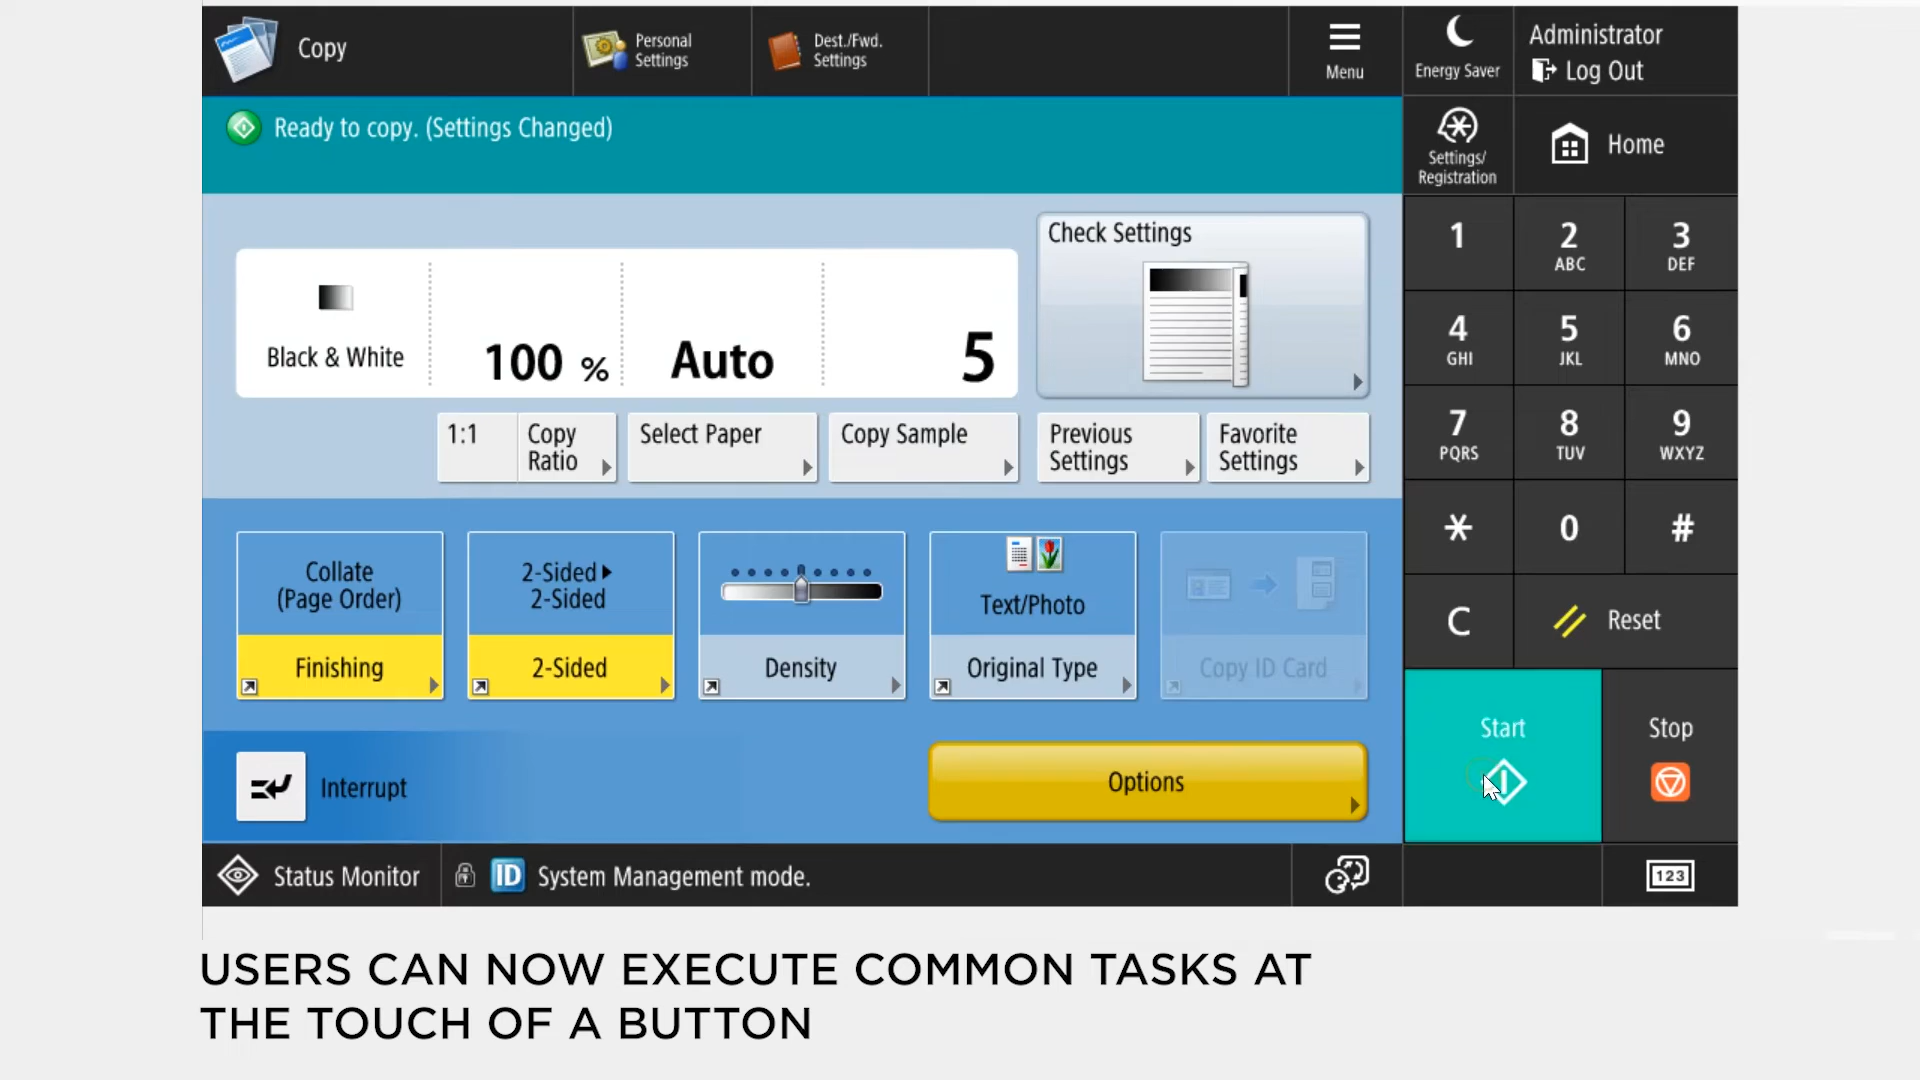 Copy
Personal
Settings
Dest./Fwd.
Settings
Menu
Energy Saver
Administrator
Log Out
Ready to copy. (Settings Changed)
Settings/
Registration
Home
Check Settings
Black & White
100 %
Auto
5
1:1
Copy
Ratio
Select Paper
Copy Sample
Previous
Settings
Favorite
Settings
Collate
(Page Order)
Finishing
2-Sided
2-Sided
2-Sided
Density
Text/Photo
Original Type
Copy ID Card
Interrupt
Options
1
2
ABC
3
DEF
4
GHI
5
JKL
6
MNO
7
PQRS
8
TUV
9
WXYZ
*
0
#
C
Reset
Start
Stop
Status Monitor
ID
System Management mode.
123
USERS CAN NOW EXECUTE COMMON TASKS AT
THE TOUCH OF A BUTTON